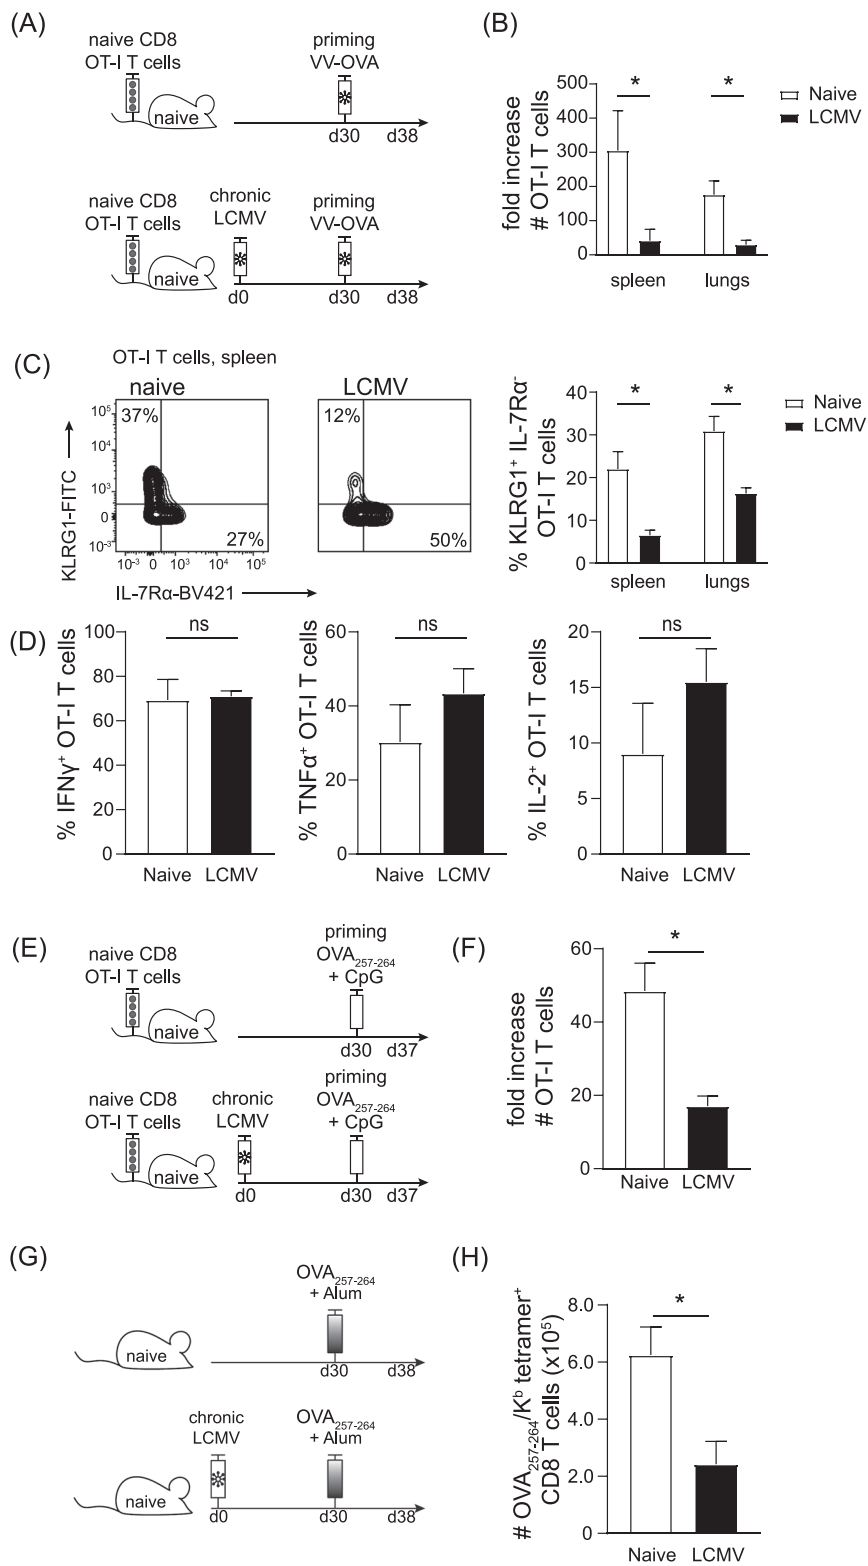 (A)
naive CD8
OT-I T cells
priming
VV-OVA
naive
d30
d38
naive CD8
OT-I T cells
chronic
LCMV
priming
VV-OVA
naive
d0
d30
d38
(B)
fold increase
# OT-I T cells
500
400
300
200
100
0
*
*
spleen
lungs
Naive
LCMV
(C)
OT-I T cells, spleen
naive
LCMV
KLRG1-FITC
10⁵
10⁴
10³
0
10⁻³
37%
27%
12%
50%
10⁻³
0
10³
10⁴
10⁵
10⁻³
0
10³
10⁴
10⁵
IL-7Rα-BV421
% KLRG1⁺ IL-7Rα⁻
OT-I T cells
40
30
20
10
0
*
*
spleen
lungs
Naive
LCMV
(D)
% IFNγ⁺ OT-I T cells
100
80
60
40
20
0
ns
Naive
LCMV
% TNFα⁺ OT-I T cells
60
40
20
0
ns
Naive
LCMV
% IL-2⁺ OT-I T cells
20
15
10
5
0
ns
Naive
LCMV
(E)
naive CD8
OT-I T cells
priming
OVA₂₅₇₋₂₆₄
+ CpG
naive
d30
d37
naive CD8
OT-I T cells
chronic
LCMV
priming
OVA₂₅₇₋₂₆₄
+ CpG
naive
d0
d30
d37
(F)
fold increase
# OT-I T cells
60
40
20
0
*
Naive
LCMV
(G)
OVA₂₅₇₋₂₆₄
+ Alum
naive
d30
d38
chronic
LCMV
OVA₂₅₇₋₂₆₄
+ Alum
naive
d0
d30
d38
(H)
# OVA₂₅₇₋₂₆₄/Kᵇ tetramer⁺
CD8 T cells (x10⁵)
8.0
6.0
4.0
2.0
0
*
Naive
LCMV